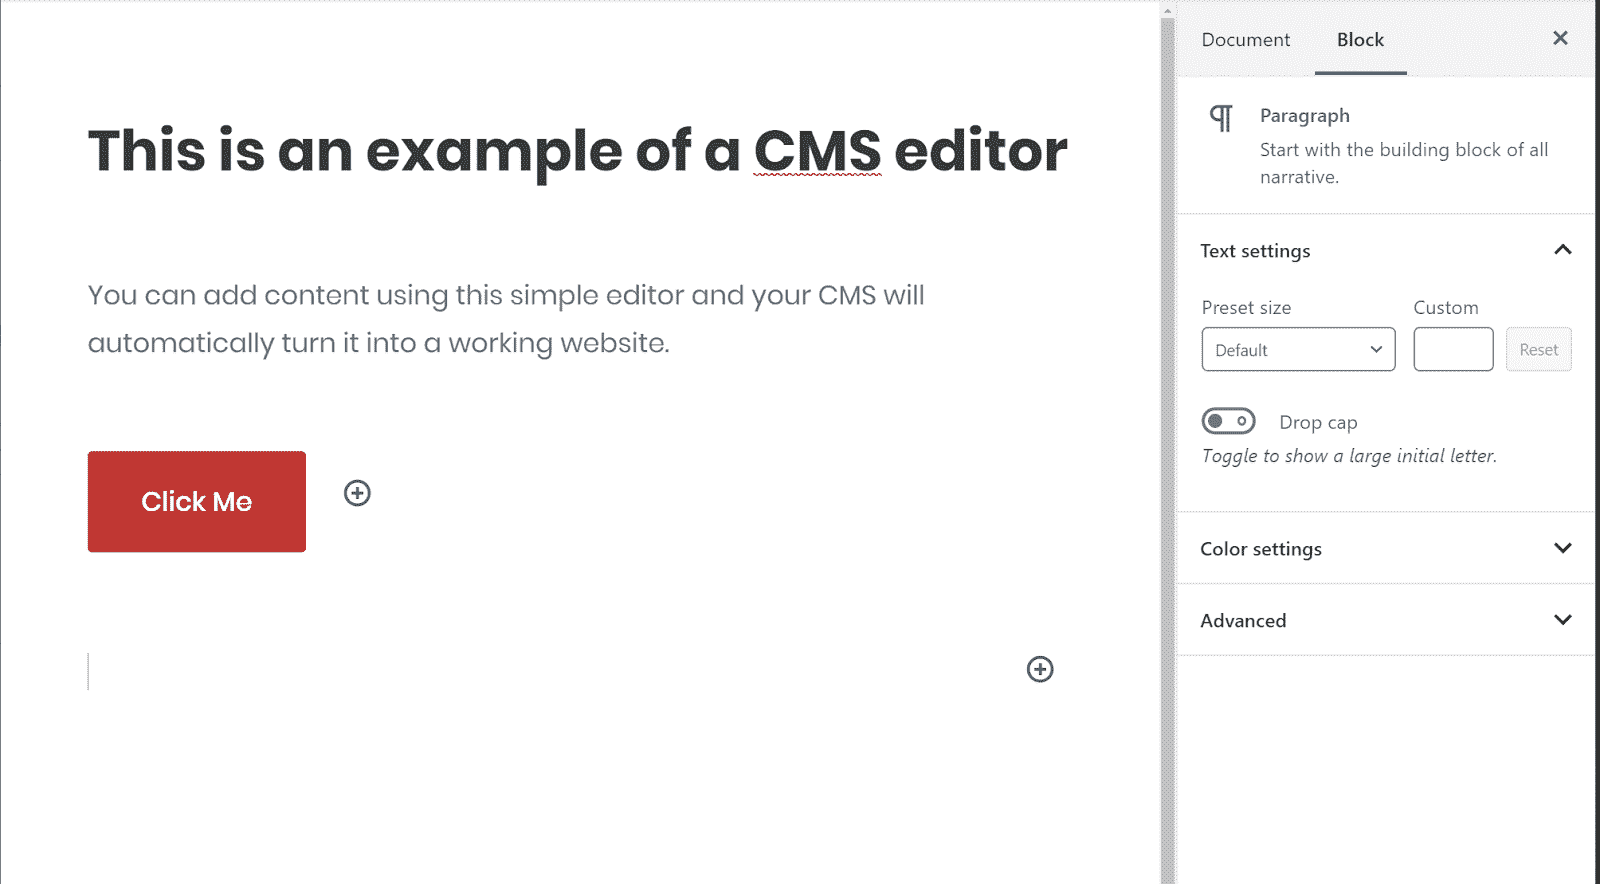 This is an example of a CMS editor
You can add content using this simple editor and your CMS will
automatically turn it into a working website.
Click Me
Document Block
Paragraph
Start with the building block of all
narrative.
Text settings
Preset size Custom
Default Reset
Drop cap
Toggle to show a large initial letter.
Color settings
Advanced